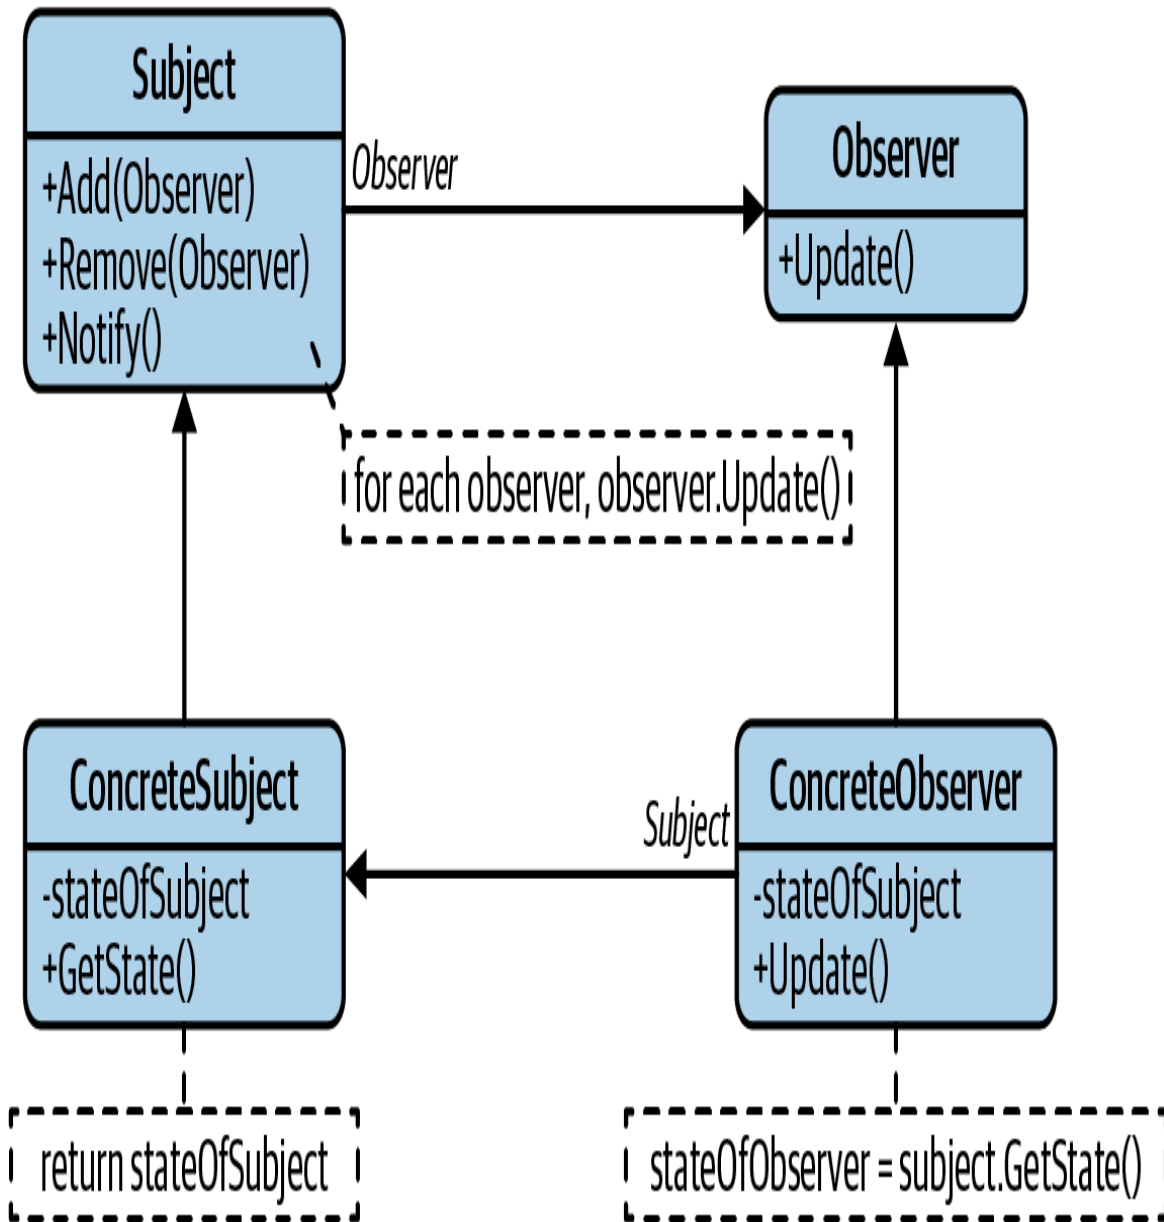 Subject
+Add(Observer)
+Remove(Observer)
+Notify()
Observer
Observer
+Update()
for each observer, observer.Update()
ConcreteSubject
-stateOfSubject
+GetState()
Subject
ConcreteObserver
-stateOfSubject
+Update()
return stateOfSubject
stateOfObserver = subject.GetState()